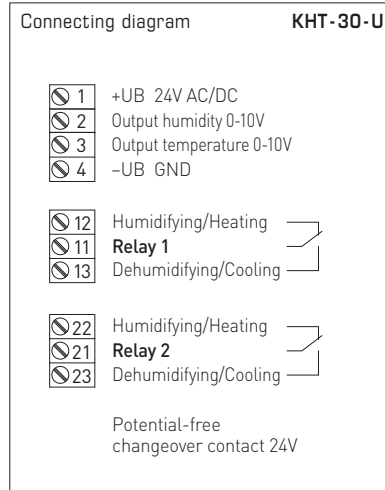 Connecting diagram KHT-30-U
1 +UB 24V AC/DC
2 Output humidity 0-10V
3 Output temperature 0-10V
4 –UB GND
12 Humidifying/Heating
11 Relay 1
13 Dehumidifying/Cooling
22 Humidifying/Heating
21 Relay 2
23 Dehumidifying/Cooling
Potential-free
changeover contact 24V